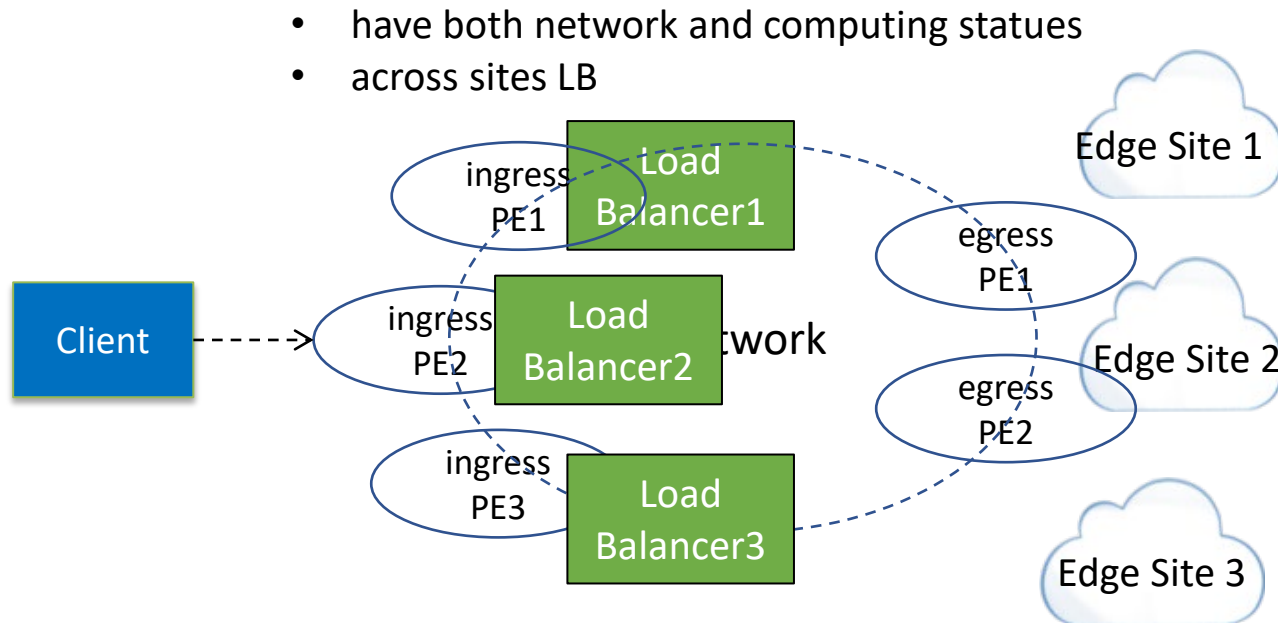 • have both network and computing statues
• across sites LB
Edge Site 1
ingress
PE1
Load
Balancer1
egress
PE1
Client
ingress
PE2
Load
Balancer2
twork
Edge Site 2
egress
PE2
ingress
PE3
Load
Balancer3
Edge Site 3